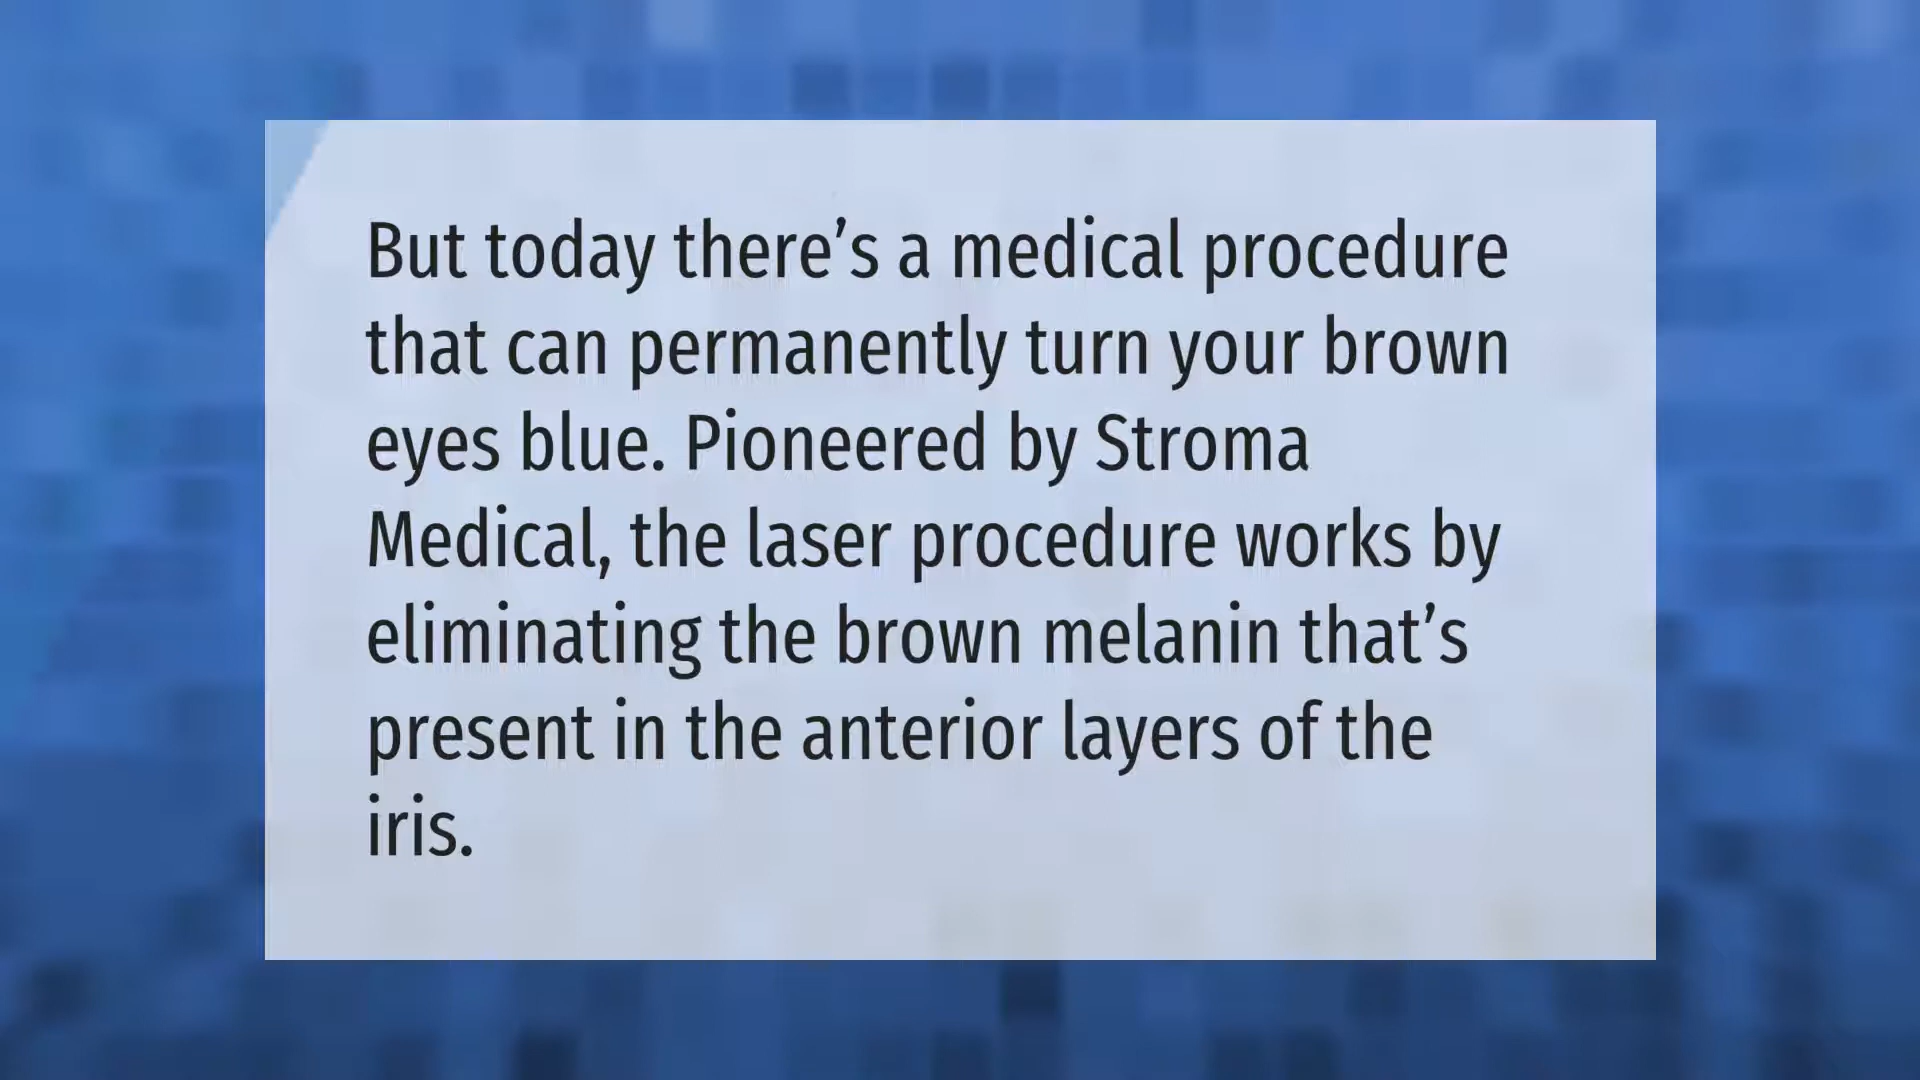 But today there’s a medical procedure
that can permanently turn your brown
eyes blue. Pioneered by Stroma
Medical, the laser procedure works by
eliminating the brown melanin that’s
present in the anterior layers of the
iris.